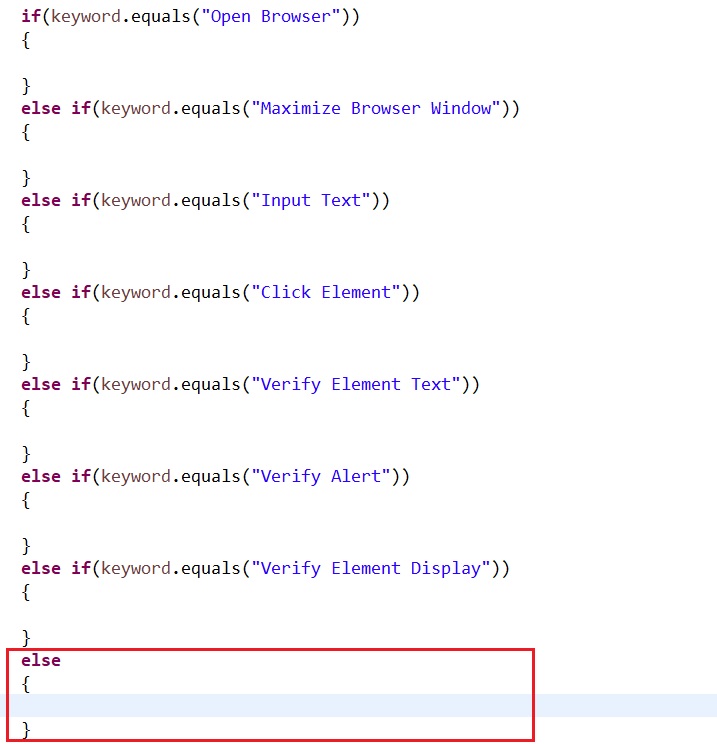 if(keyword.equals("Open Browser"))
{
}
else if(keyword.equals("Maximize Browser Window"))
{
}
else if(keyword.equals("Input Text"))
{
}
else if(keyword.equals("Click Element"))
{
}
else if(keyword.equals("Verify Element Text"))
{
}
else if(keyword.equals("Verify Alert"))
{
}
else if(keyword.equals("Verify Element Display"))
{
}
else
{
}